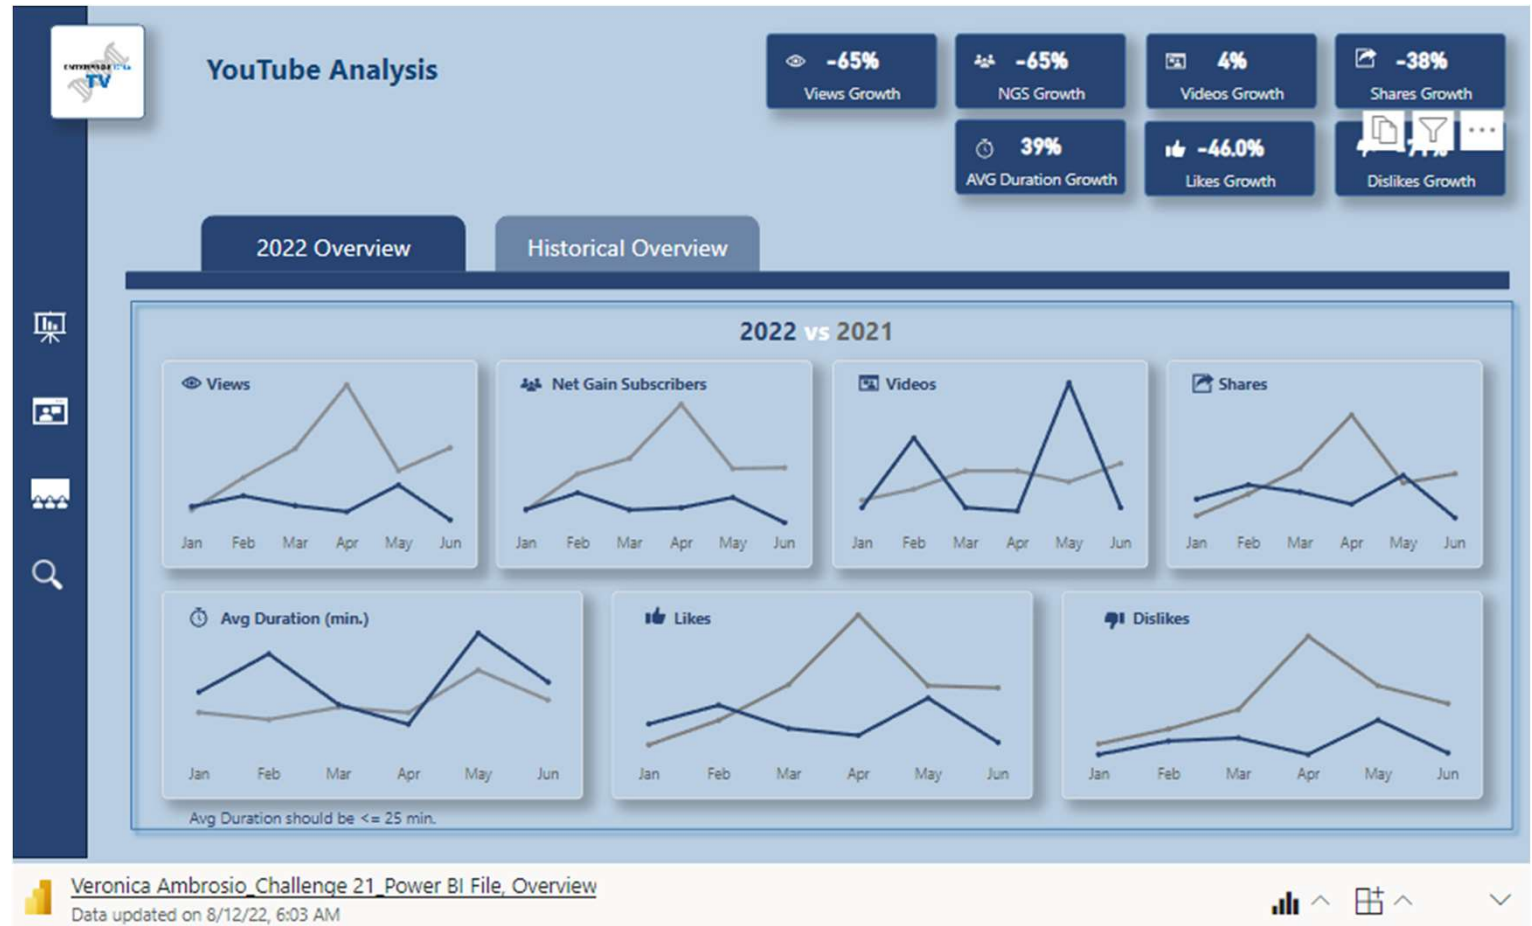 TV
YouTube Analysis
-65%
Views Growth
-65%
NGS Growth
4%
Videos Growth
-38%
Shares Growth
39%
AVG Duration Growth
-46.0%
Likes Growth
Dislikes Growth
2022 Overview
Historical Overview
2022 vs 2021
Views
Jan Feb Mar Apr May Jun
Net Gain Subscribers
Jan Feb Mar Apr May Jun
Videos
Jan Feb Mar Apr May Jun
Shares
Jan Feb Mar Apr May Jun
Avg Duration (min.)
Jan Feb Mar Apr May Jun
Likes
Jan Feb Mar Apr May Jun
Dislikes
Jan Feb Mar Apr May Jun
Avg Duration should be <= 25 min.
Veronica Ambrosio_Challenge 21_Power BI File, Overview
Data updated on 8/12/22, 6:03 AM